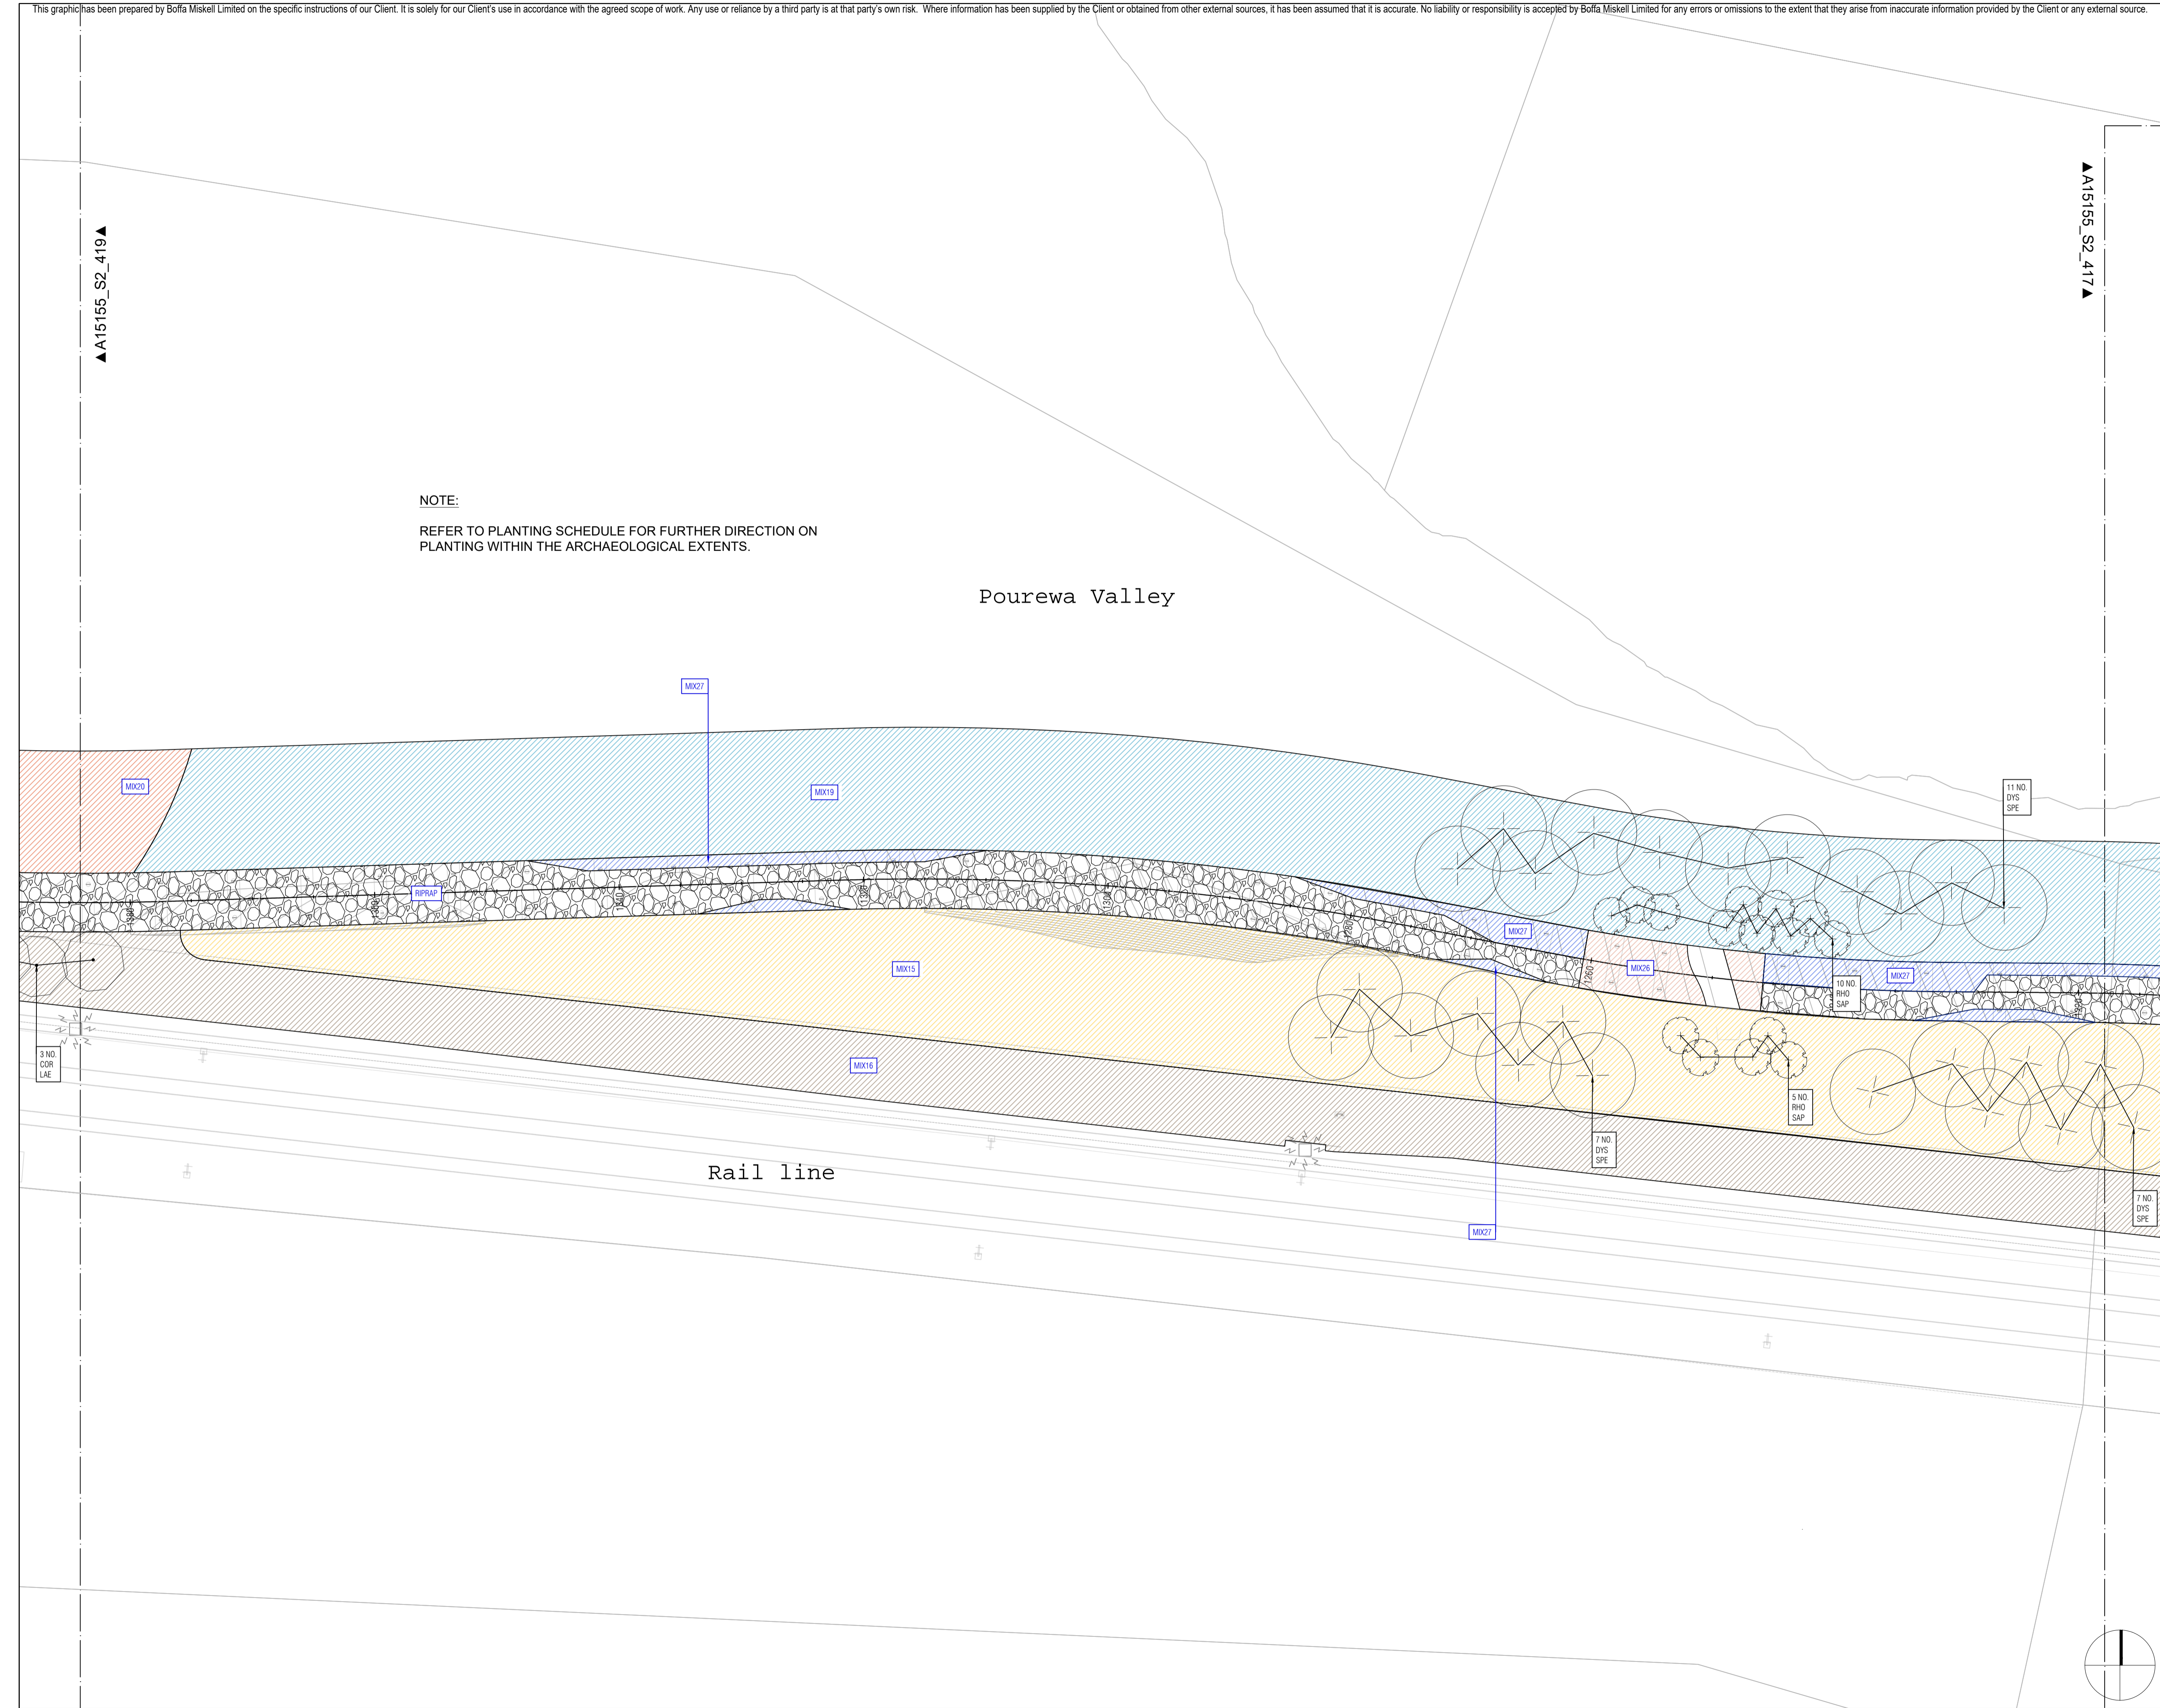 This graphic has been prepared by Boffa Miskell Limited on the specific instructions of our Client. It is solely for our Client's use in accordance with the agreed scope of work. Any use or reliance by a third party is at that party's own risk.  Where information has been supplied by the Client or obtained from other external sources, it has been assumed that it is accurate. No liability or responsibility is accepted by Boffa Miskell Limited for any errors or omissions to the extent that they arise from inaccurate information provided by the Client or any external source.
▲A15155_S2_419▲
▲A15155_S2_417▼
NOTE:
REFER TO PLANTING SCHEDULE FOR FURTHER DIRECTION ON
PLANTING WITHIN THE ARCHAEOLOGICAL EXTENTS.
Pourewa Valley
MIX27
MIX20
MIX19
11 NO.
DYS
SPE
RIPRAP
1380
1360
1340
1320
1300
1280
1260
MIX27
MIX26
MIX27
MIX15
10 NO.
RHO
SAP
3 NO.
COR
LAE
MIX16
5 NO.
RHO
SAP
7 NO.
DYS
SPE
Rail line
7 NO.
DYS
SPE
MIX27